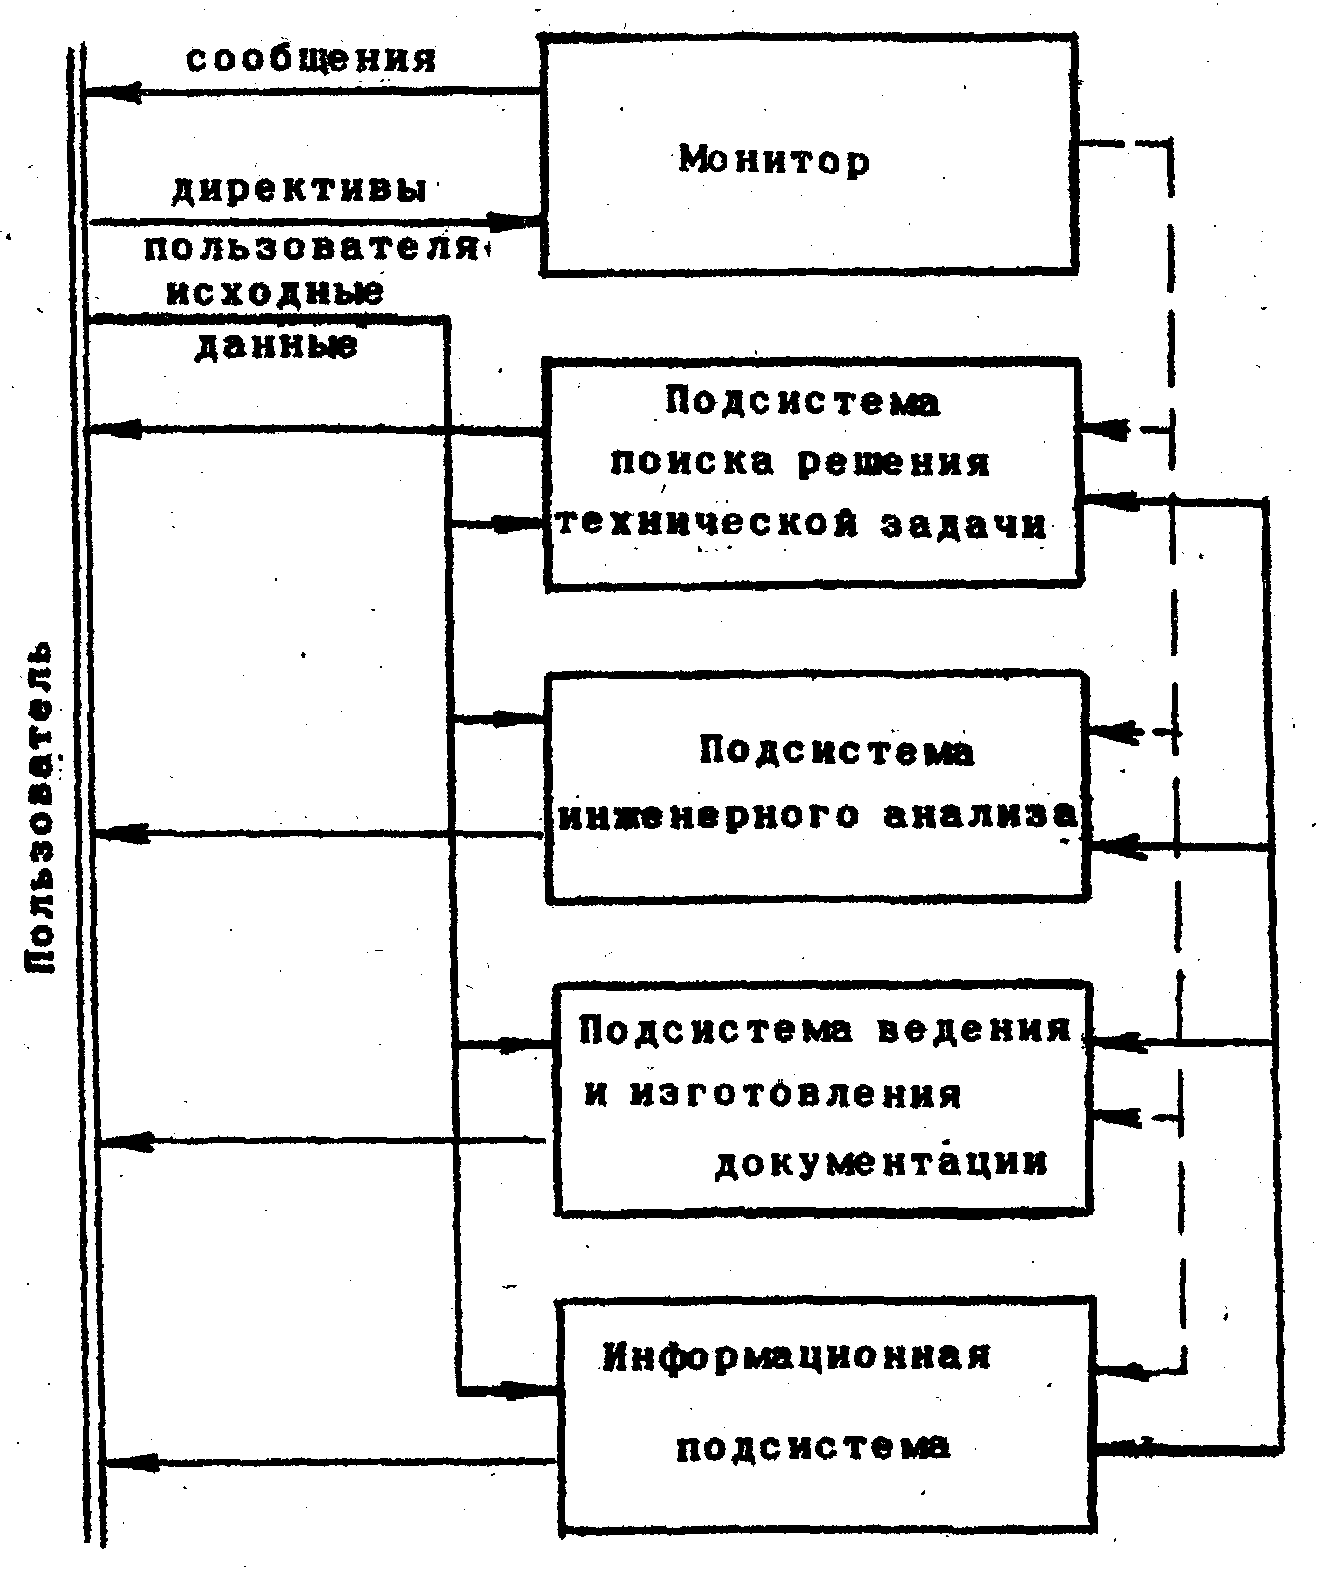 сообщения
Монитор
директивы
пользователя
исходные
данные
Подсистема
поиска решения
технической задачи
Пользователь
Подсистема
инженерного анализа
Подсистема ведения
и изготовления
документации
Информационная
подсистема